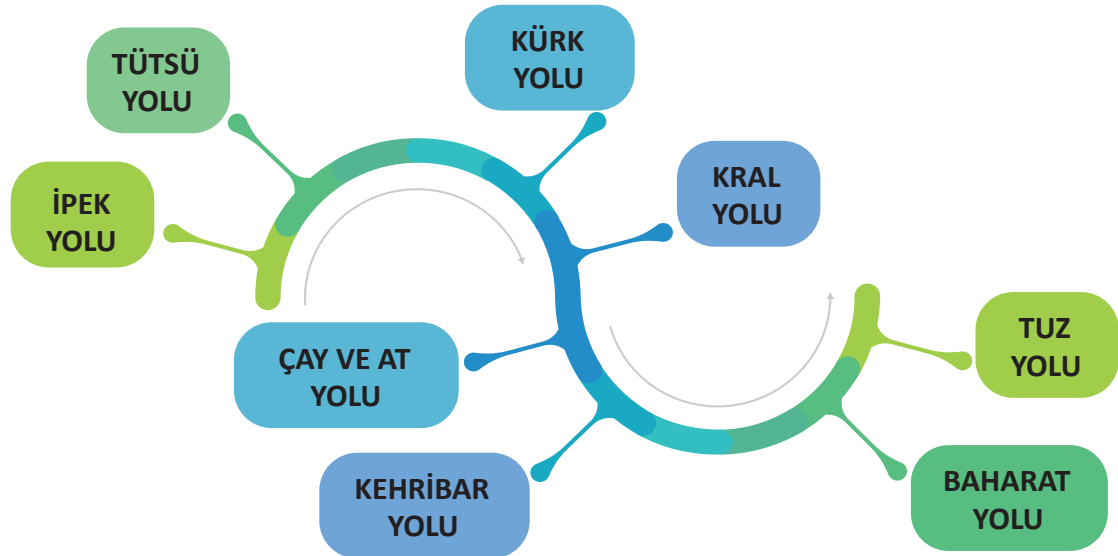 İPEK
YOLU
TÜTSÜ
YOLU
KÜRK
YOLU
KRAL
YOLU
ÇAY VE AT
YOLU
KEHRİBAR
YOLU
BAHARAT
YOLU
TUZ
YOLU